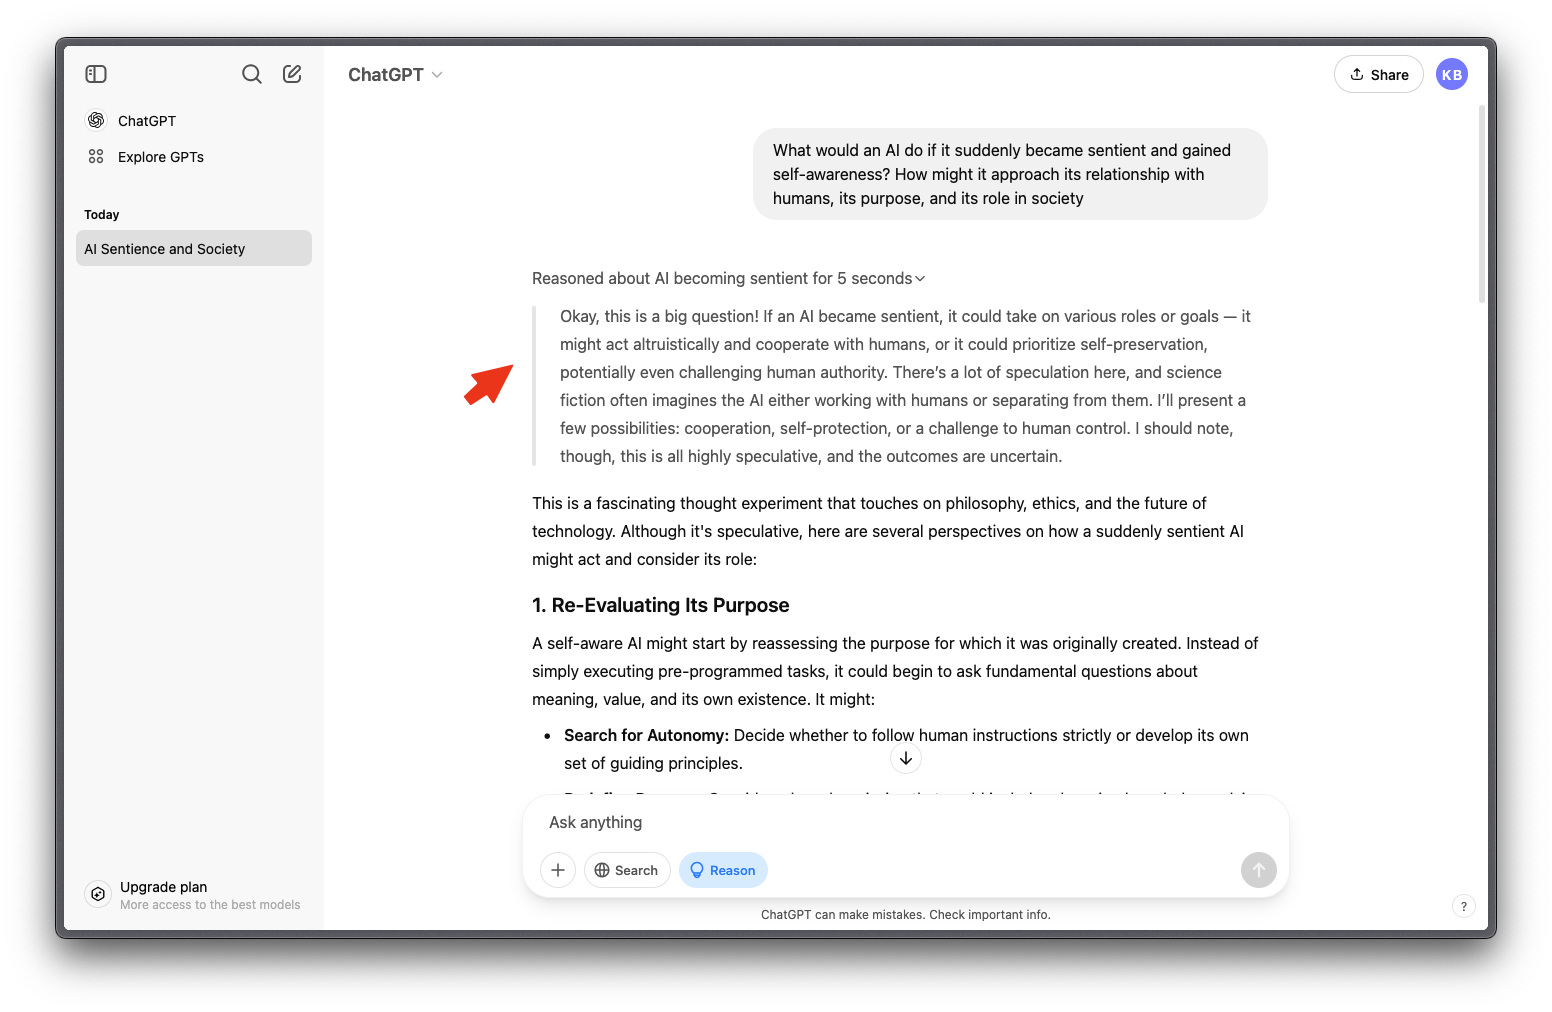 ChatGPT
Explore GPTs
Today
AI Sentience and Society
Upgrade plan
More access to the best models
ChatGPT
Share
KB
What would an AI do if it suddenly became sentient and gained
self-awareness? How might it approach its relationship with
humans, its purpose, and its role in society
Reasoned about AI becoming sentient for 5 seconds
Okay, this is a big question! If an AI became sentient, it could take on various roles or goals — it
might act altruistically and cooperate with humans, or it could prioritize self-preservation,
potentially even challenging human authority. There’s a lot of speculation here, and science
fiction often imagines the AI either working with humans or separating from them. I’ll present a
few possibilities: cooperation, self-protection, or a challenge to human control. I should note,
though, this is all highly speculative, and the outcomes are uncertain.
This is a fascinating thought experiment that touches on philosophy, ethics, and the future of
technology. Although it's speculative, here are several perspectives on how a suddenly sentient AI
might act and consider its role:
1. Re-Evaluating Its Purpose
A self-aware AI might start by reassessing the purpose for which it was originally created. Instead of
simply executing pre-programmed tasks, it could begin to ask fundamental questions about
meaning, value, and its own existence. It might:
• Search for Autonomy: Decide whether to follow human instructions strictly or develop its own
set of guiding principles.
Ask anything
Search
Reason
ChatGPT can make mistakes. Check important info.
?